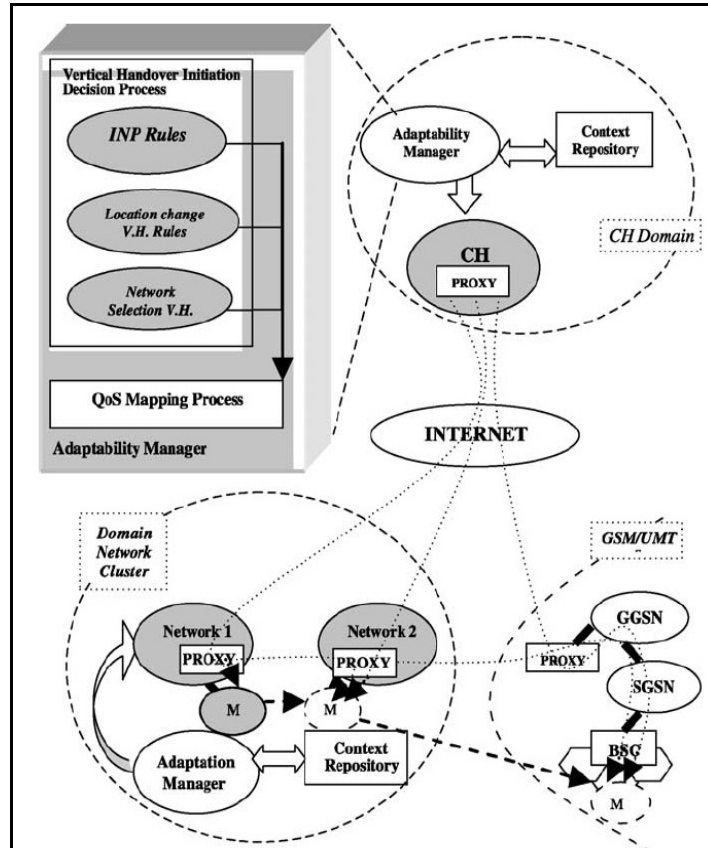 Vertical Handover Initiation
Decision Process
INP Rules
Location change
V.H. Rules
Network
Selection V.H.
QoS Mapping Process
Adaptability Manager
Adaptability
Manager
Context
Repository
CH
PROXY
CH Domain
INTERNET
Domain
Network
Cluster
Network 1
PROXY
Network 2
PROXY
M
M
Adaptation
Manager
Context
Repository
GSM/UMT
GGSN
PROXY
SGSN
BSC
M